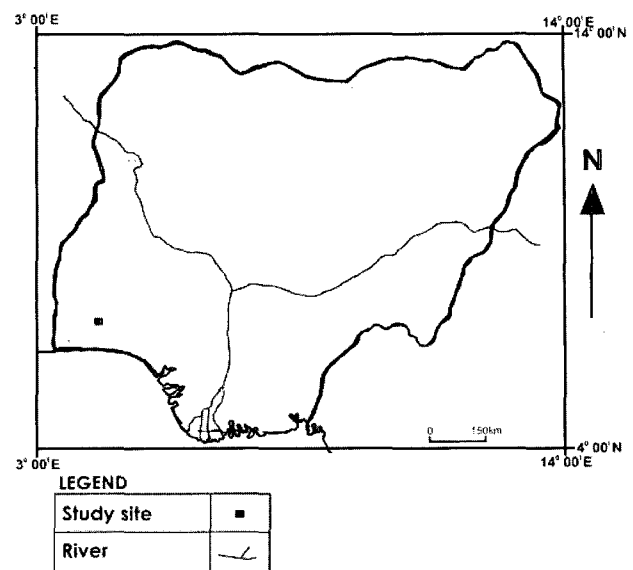 3° 00'E 14° 00'E
14° 00'N
N
0 150km
4° 00'N
3° 00'E 14° 00'E
LEGEND
Study site
River